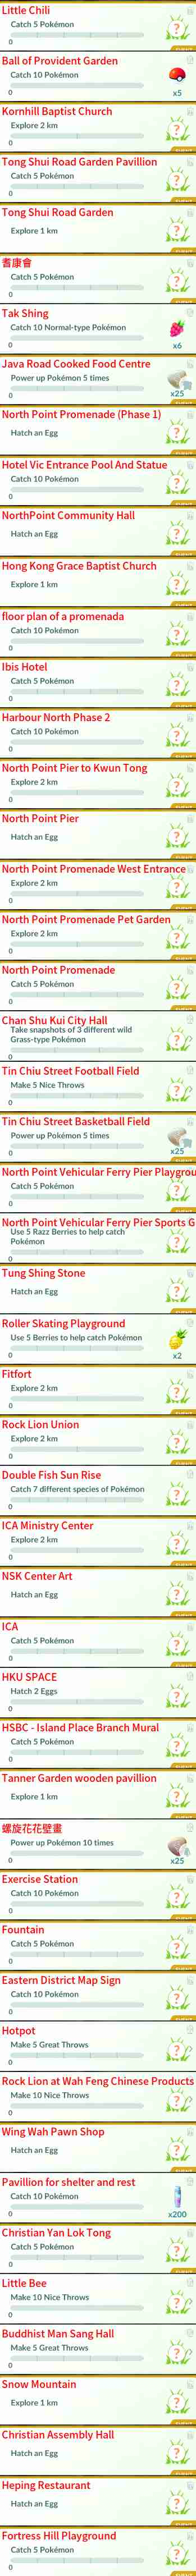 Little Chili
Catch 5 Pokémon
0
Ball of Provident Garden
Catch 10 Pokémon
0
x5
Kornhill Baptist Church
Explore 2 km
0
Tong Shui Road Garden Pavillion
Catch 5 Pokémon
0
Tong Shui Road Garden
Explore 1 km
耆康會
Catch 5 Pokémon
0
Tak Shing
Catch 10 Normal-type Pokémon
0
x6
Java Road Cooked Food Centre
Power up Pokémon 5 times
0
x25
North Point Promenade (Phase 1)
Hatch an Egg
Hotel Vic Entrance Pool And Statue
Catch 10 Pokémon
0
NorthPoint Community Hall
Hatch an Egg
Hong Kong Grace Baptist Church
Explore 1 km
floor plan of a promenada
Catch 10 Pokémon
0
Ibis Hotel
Catch 5 Pokémon
0
Harbour North Phase 2
Catch 10 Pokémon
0
North Point Pier to Kwun Tong
Explore 2 km
0
North Point Pier
Hatch an Egg
North Point Promenade West Entrance
Explore 2 km
0
North Point Promenade Pet Garden
Explore 2 km
0
North Point Promenade
Catch 5 Pokémon
0
Chan Shu Kui City Hall
Take snapshots of 3 different wild
Grass-type Pokémon
0
Tin Chiu Street Football Field
Make 5 Nice Throws
0
Tin Chiu Street Basketball Field
Power up Pokémon 5 times
0
x25
North Point Vehicular Ferry Pier Playgrou
Catch 5 Pokémon
0
North Point Vehicular Ferry Pier Sports G
Use 5 Razz Berries to help catch
Pokémon
0
Tung Shing Stone
Hatch an Egg
Roller Skating Playground
Use 5 Berries to help catch Pokémon
0
x2
Fitfort
Explore 2 km
0
Rock Lion Union
Explore 2 km
0
Double Fish Sun Rise
Catch 7 different species of Pokémon
0
ICA Ministry Center
Explore 2 km
0
NSK Center Art
Hatch an Egg
ICA
Catch 5 Pokémon
0
HKU SPACE
Hatch 2 Eggs
0
HSBC - Island Place Branch Mural
Catch 5 Pokémon
0
Tanner Garden wooden pavillion
Explore 1 km
螺旋花花壁畫
Power up Pokémon 10 times
0
x25
Exercise Station
Catch 10 Pokémon
0
Fountain
Catch 5 Pokémon
0
Eastern District Map Sign
Catch 10 Pokémon
0
Hotpot
Make 5 Great Throws
0
Rock Lion at Wah Feng Chinese Products
Make 10 Nice Throws
0
Wing Wah Pawn Shop
Hatch an Egg
Pavillion for shelter and rest
Catch 10 Pokémon
0
x200
Christian Yan Lok Tong
Catch 5 Pokémon
0
Little Bee
Make 10 Nice Throws
0
Buddhist Man Sang Hall
Make 5 Great Throws
0
Snow Mountain
Explore 1 km
Christian Assembly Hall
Hatch an Egg
Heping Restaurant
Hatch an Egg
Fortress Hill Playground
Catch 5 Pokémon
0